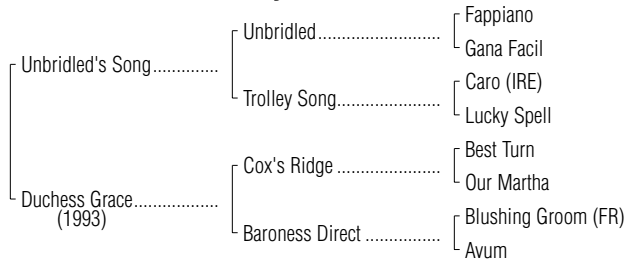 Fappiano
Unbridled
Gana Facil
Unbridled's Song
Caro (IRE)
Trolley Song
Lucky Spell
Best Turn
Cox's Ridge
Our Martha
Duchess Grace
(1993)
Blushing Groom (FR)
Baroness Direct
Avum